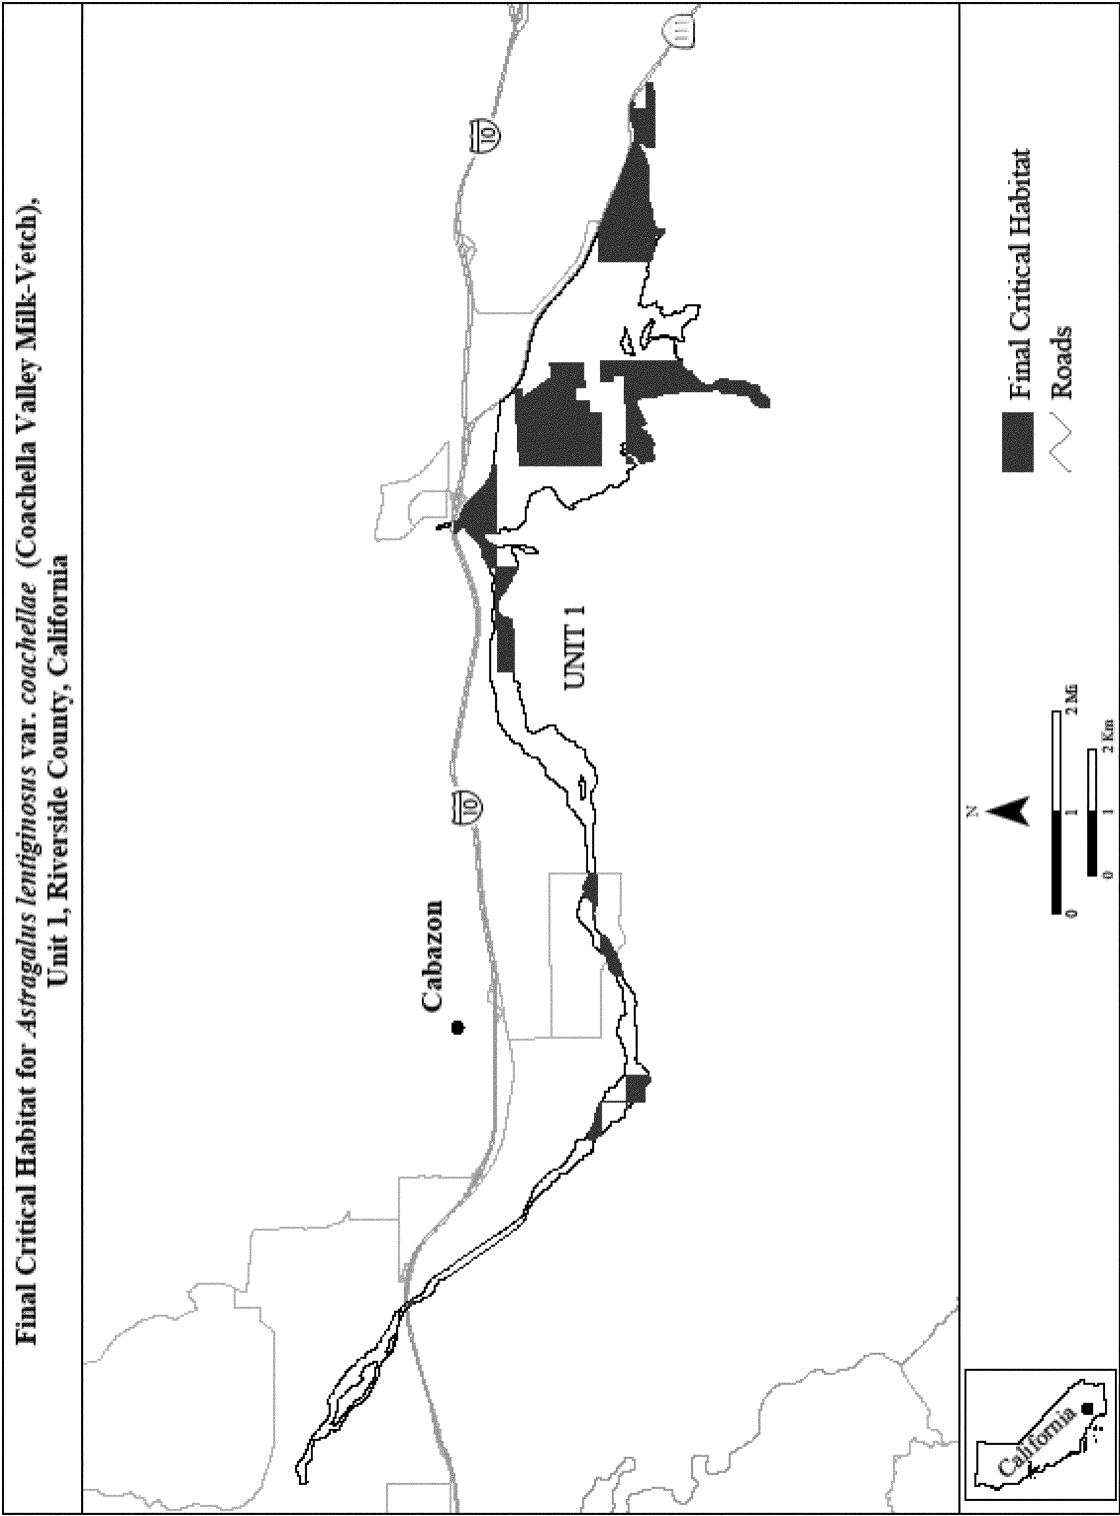 Final Critical Habitat for Astragalus lentiginosus var. coachellae (Coachella Valley Milk-Vetch),
Unit 1, Riverside County, California
10
10
111
Cabazon
UNIT 1
California
N
0 1 2 Mi
0 1 2 Km
Final Critical Habitat
Roads